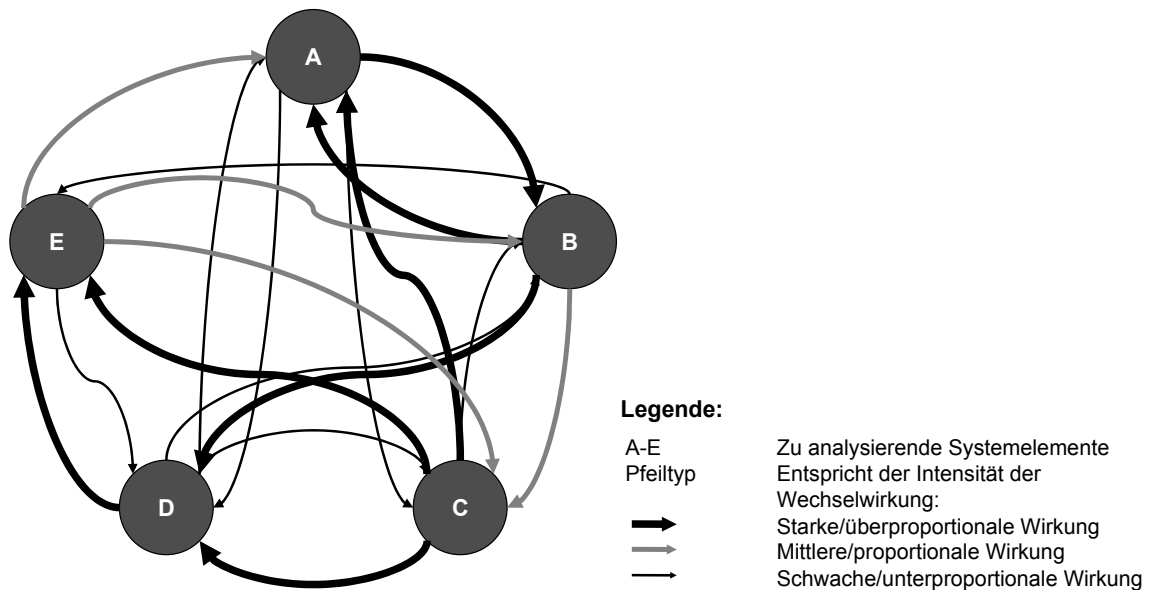 A
E
B
D
C
Legende:
A-E Zu analysierende Systemelemente
Pfeiltyp Entspricht der Intensität der
Wechselwirkung:
Starke/überproportionale Wirkung
Mittlere/proportionale Wirkung
Schwache/unterproportionale Wirkung